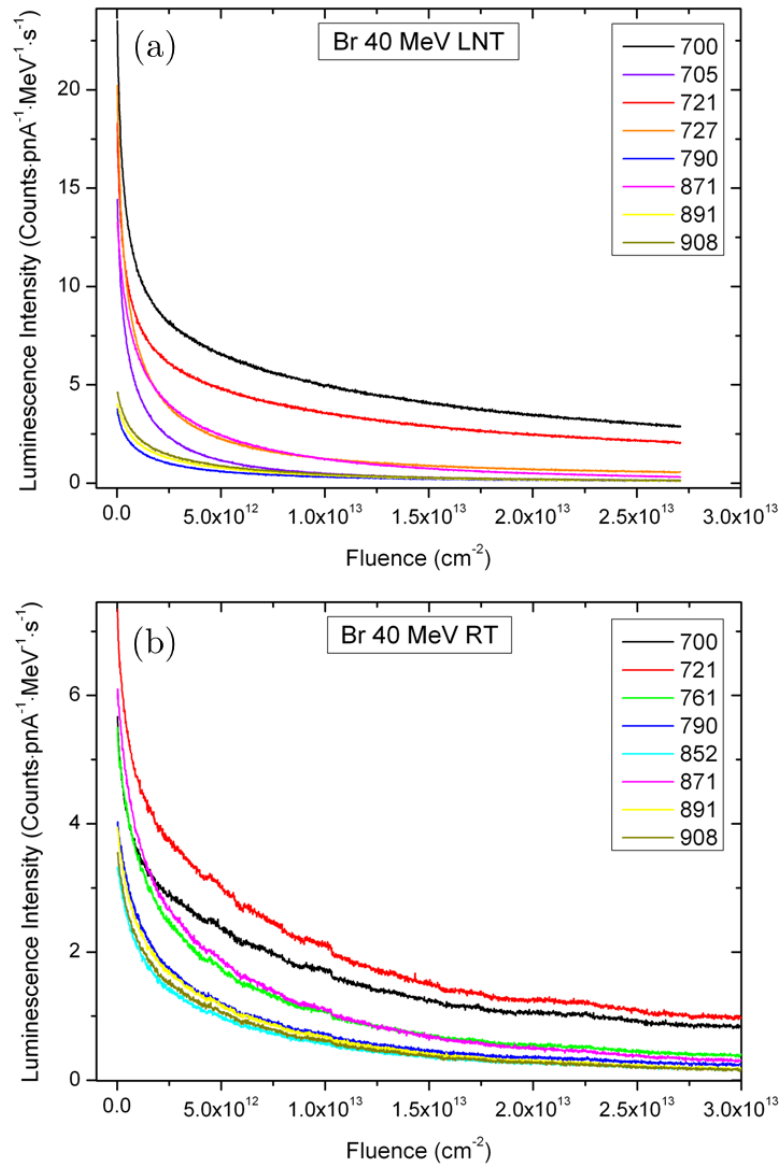 (a)
Br 40 MeV LNT
700
705
721
727
790
871
891
908
Luminescence Intensity (Counts·pnA⁻¹·MeV⁻¹·s⁻¹)
20
15
10
5
0
0.0 5.0x10¹² 1.0x10¹³ 1.5x10¹³ 2.0x10¹³ 2.5x10¹³ 3.0x10¹³
Fluence (cm⁻²)
(b)
Br 40 MeV RT
700
721
761
790
852
871
891
908
Luminescence Intensity (Counts·pnA⁻¹·MeV⁻¹·s⁻¹)
6
4
2
0
0.0 5.0x10¹² 1.0x10¹³ 1.5x10¹³ 2.0x10¹³ 2.5x10¹³ 3.0x10¹³
Fluence (cm⁻²)